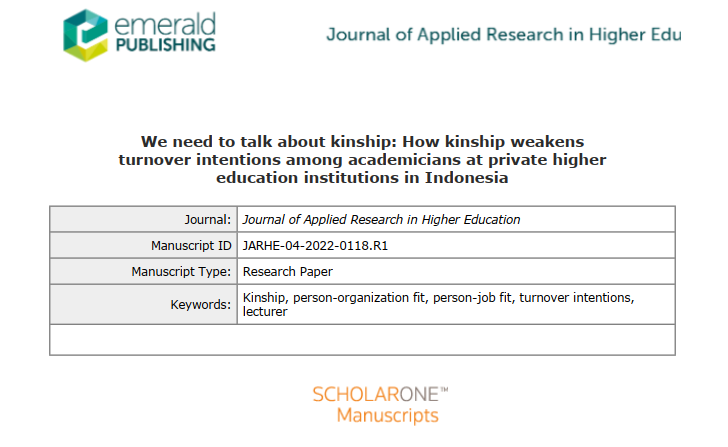 emerald
PUBLISHING
Journal of Applied Research in Higher Edu
We need to talk about kinship: How kinship weakens
turnover intentions among academicians at private higher
education institutions in Indonesia
Journal: Journal of Applied Research in Higher Education
Manuscript ID JARHE-04-2022-0118.R1
Manuscript Type: Research Paper
Keywords: Kinship, person-organization fit, person-job fit, turnover intentions,
lecturer
SCHOLARONE™
Manuscripts